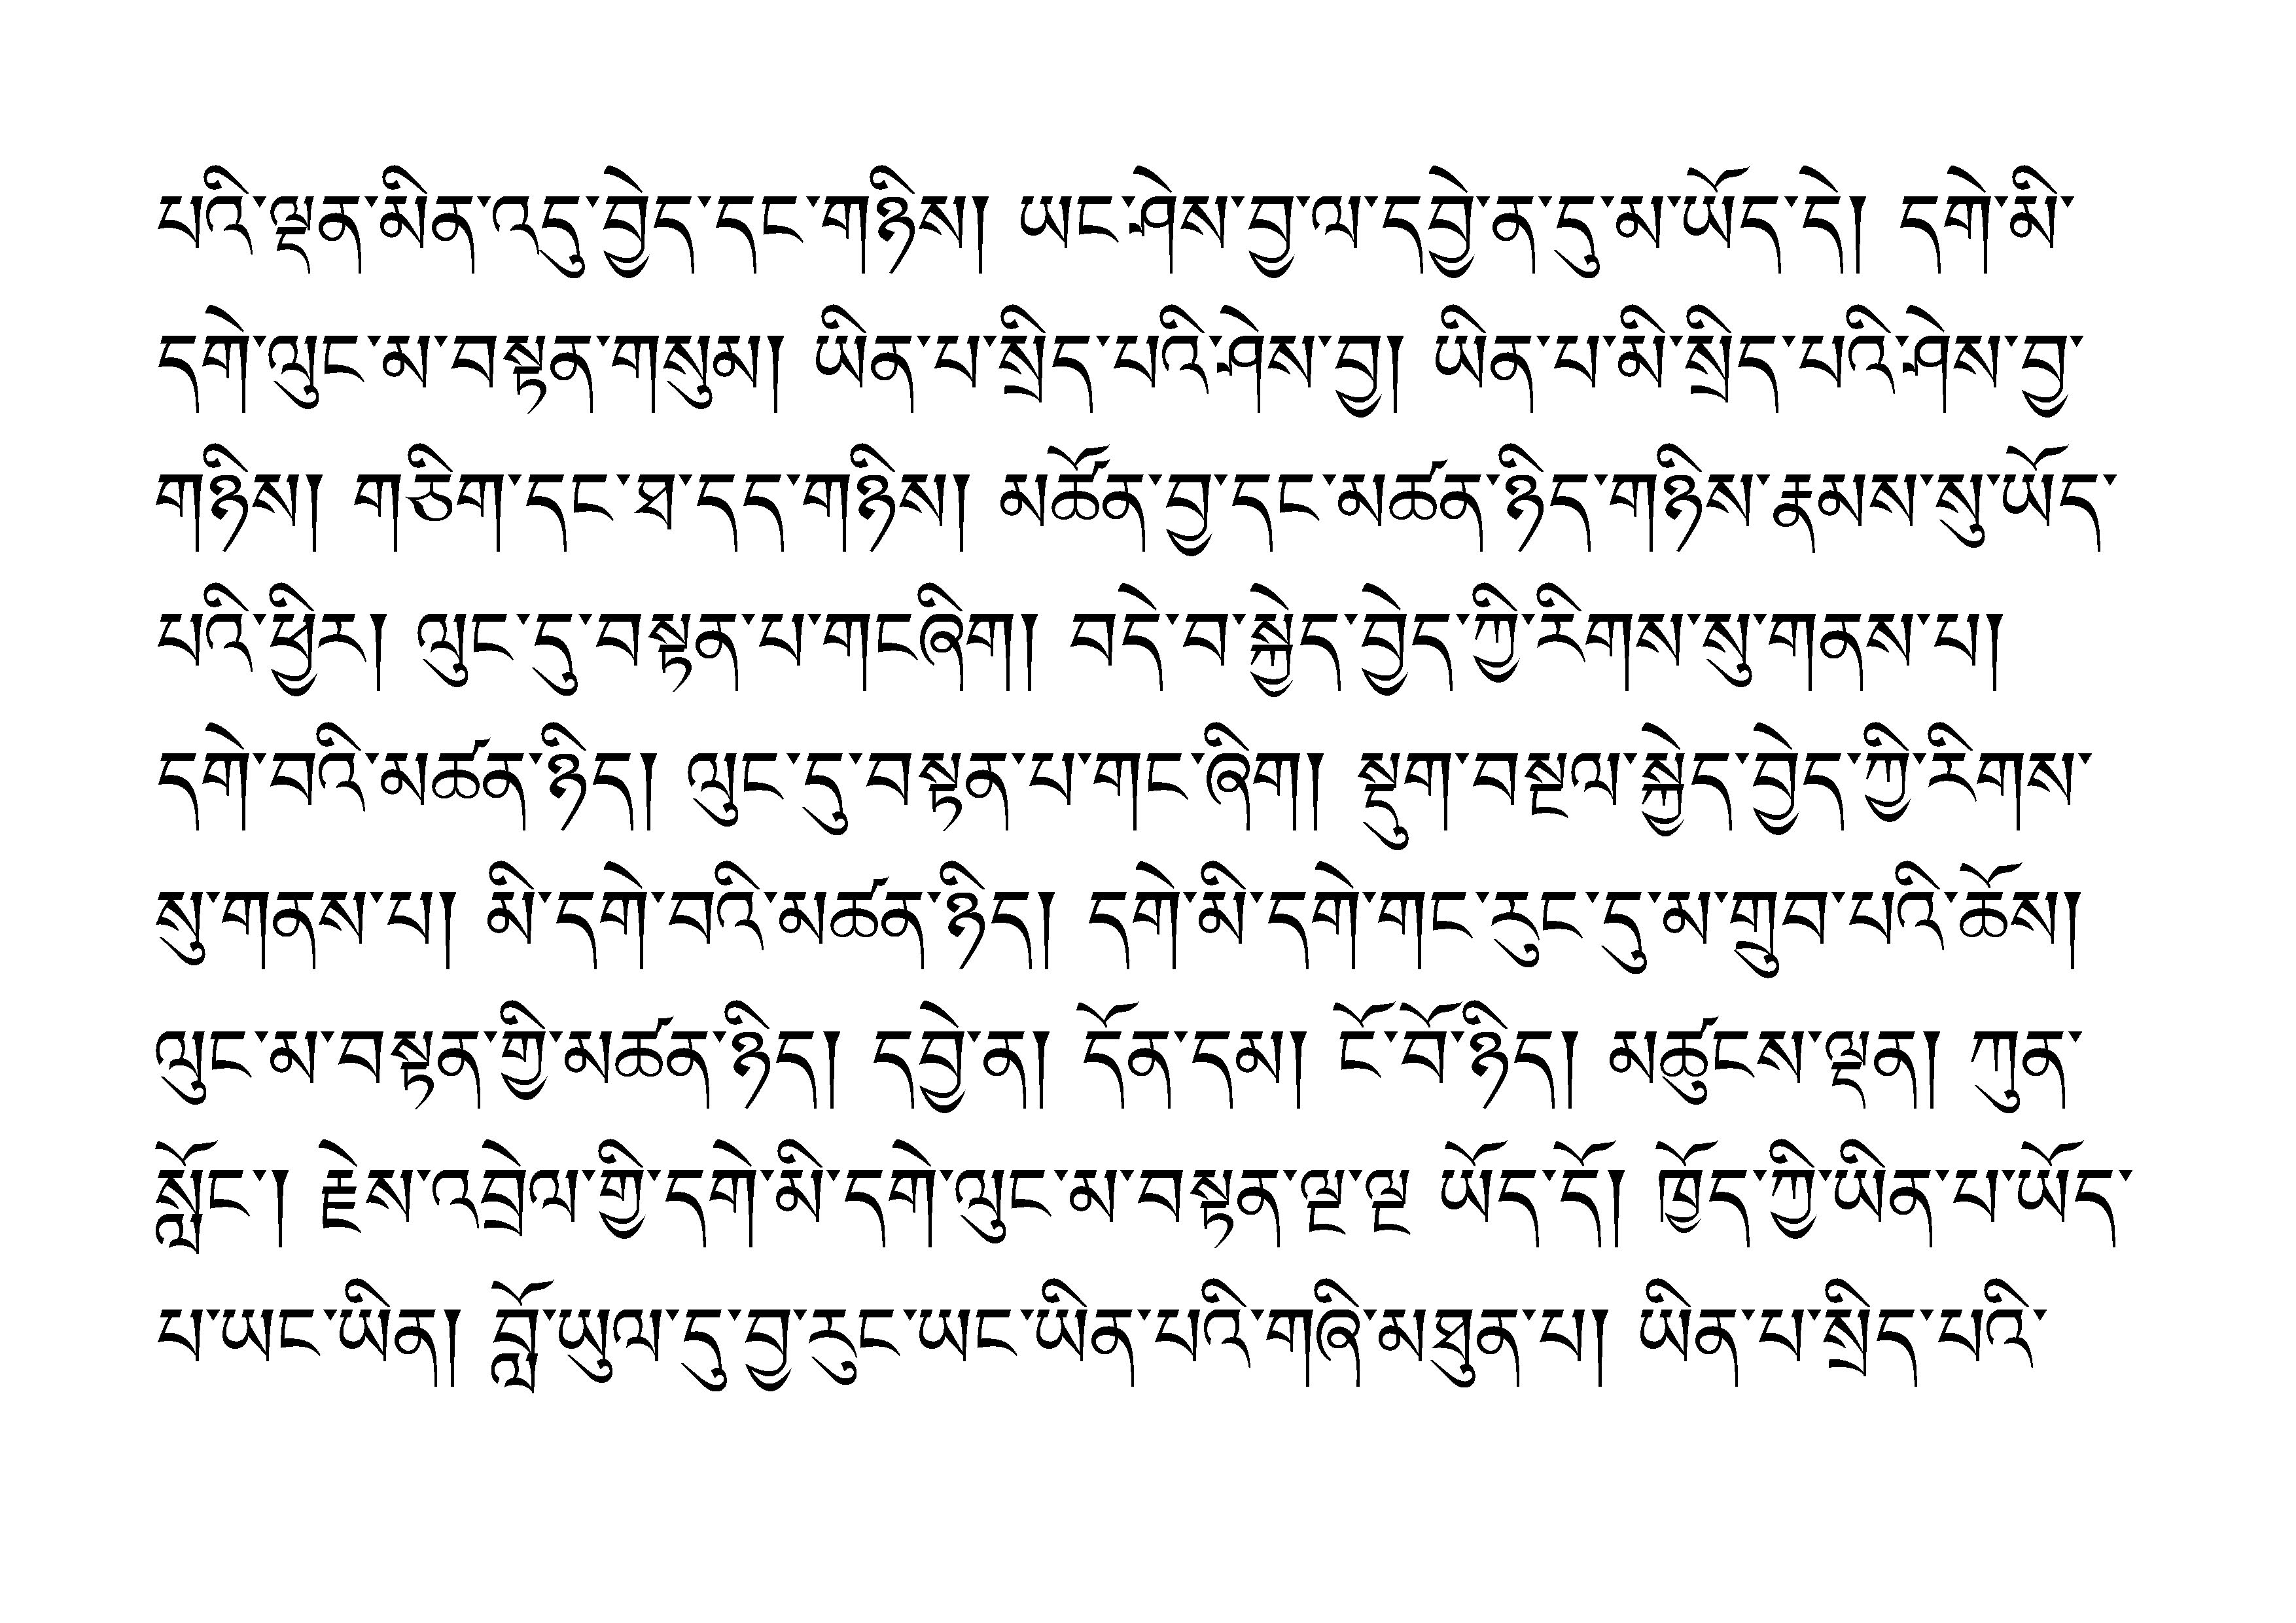 པའི་ལྡན་མིན་འདུ་བྱེད་དང་གཉིས། ཡང་ཤེས་བྱ་ལ་དབྱེ་ན་དུ་མ་ཡོད་དེ། དགེ་མི་
དགེ་ལུང་མ་བསྟན་གསུམ། ཡིན་པ་སྲིད་པའི་ཤེས་བྱ། ཡིན་པ་མི་སྲིད་པའི་ཤེས་བྱ་
གཉིས། གཅིག་དང་ཐ་དད་གཉིས། མཚོན་བྱ་དང་མཚན་ཉིད་གཉིས་རྣམས་སུ་ཡོད་
པའི་ཕྱིར། ལུང་དུ་བསྟན་པ་གངཞིག། བདེ་བ་སྐྱེད་བྱེད་ཀྱི་རིགས་སུ་གནས་པ།
དགེ་བའི་མཚན་ཉིད། ལུང་དུ་བསྟན་པ་གང་ཞིག། སྡུག་བསྔལ་སྐྱེད་བྱེད་ཀྱི་རིགས་
སུ་གནས་པ། མི་དགེ་བའི་མཚན་ཉིད། དགེ་མི་དགེ་གང་རུང་དུ་མ་གྲུབ་པའི་ཆོས།
ལུང་མ་བསྟན་གྱི་མཚན་ཉིད། དབྱེ་ན། དོན་དམ། ངོ་བོ་ཉིད། མཚུངས་ལྡན། ཀུན་
སློང་། རྗེས་འབྲེལ་གྱི་དགེ་མི་དགེ་ལུང་མ་བསྟན་ལྔ་ལྔ ཡོད་དོ། ཁྱོད་ཀྱི་ཡིན་པ་ཡོད་
པ་ཡང་ཡིན། བློ་ཡུལ་དུ་བྱ་རུང་ཡང་ཡིན་པའི་གཞི་མཐུན་པ། ཡིན་པ་སྲིད་པའི་